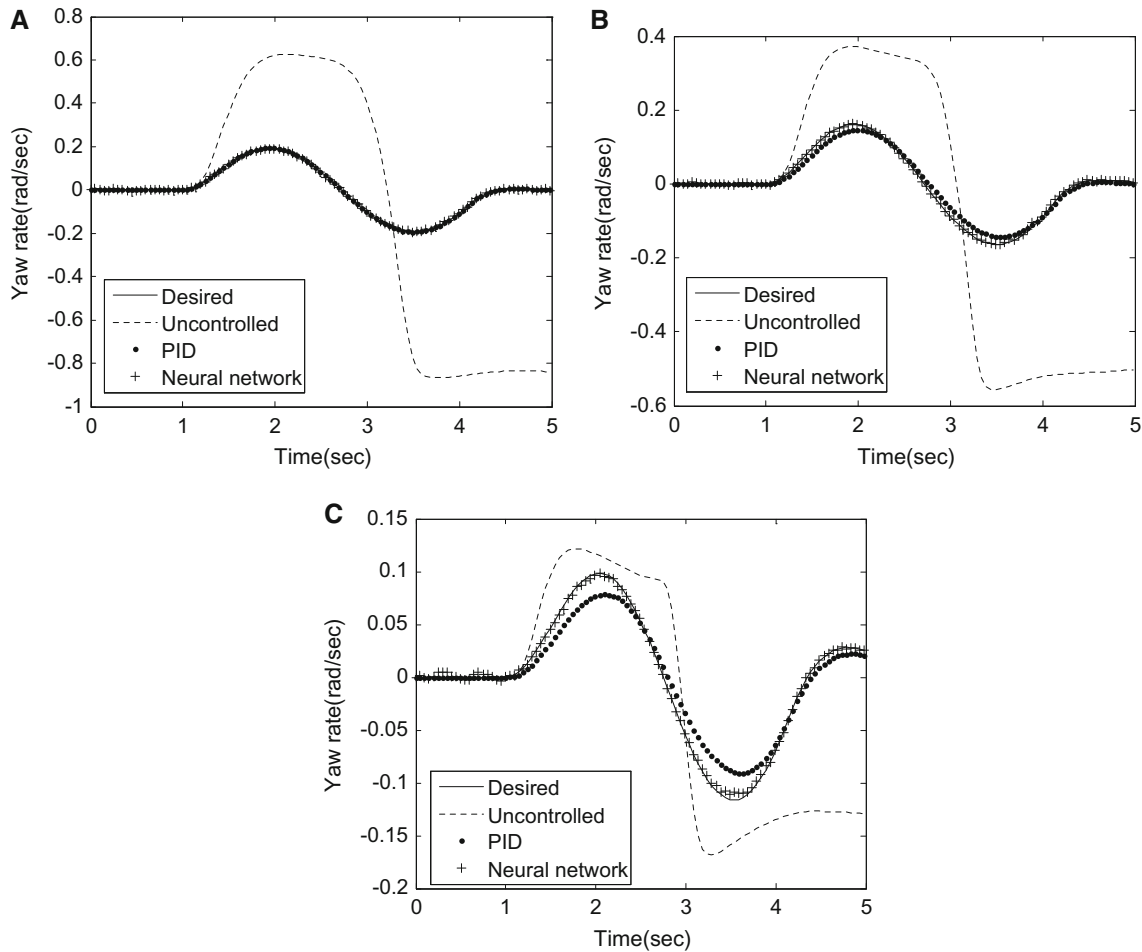 A
0.8
0.6
0.4
0.2
0
-0.2
-0.4
-0.6
-0.8
-1
Yaw rate(rad/sec)
Desired
Uncontrolled
PID
Neural network
0 1 2 3 4 5
Time(sec)
B
0.4
0.2
0
-0.2
-0.4
-0.6
Yaw rate(rad/sec)
Desired
Uncontrolled
PID
Neural network
0 1 2 3 4 5
Time(sec)
C
0.15
0.1
0.05
0
-0.05
-0.1
-0.15
-0.2
Yaw rate(rad/sec)
Desired
Uncontrolled
PID
Neural network
0 1 2 3 4 5
Time(sec)